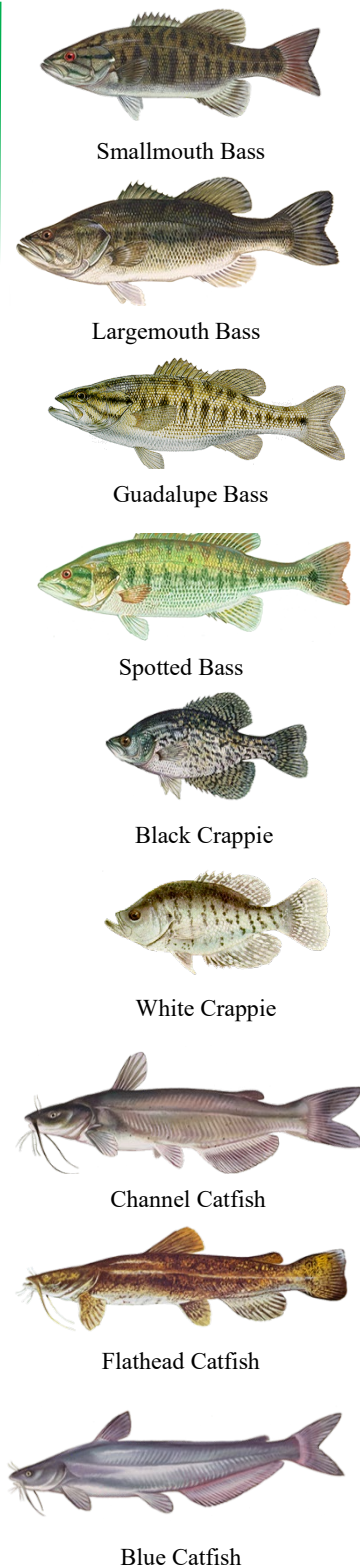 Smallmouth Bass
Largemouth Bass
Guadalupe Bass
Spotted Bass
Black Crappie
White Crappie
Channel Catfish
Flathead Catfish
Blue Catfish